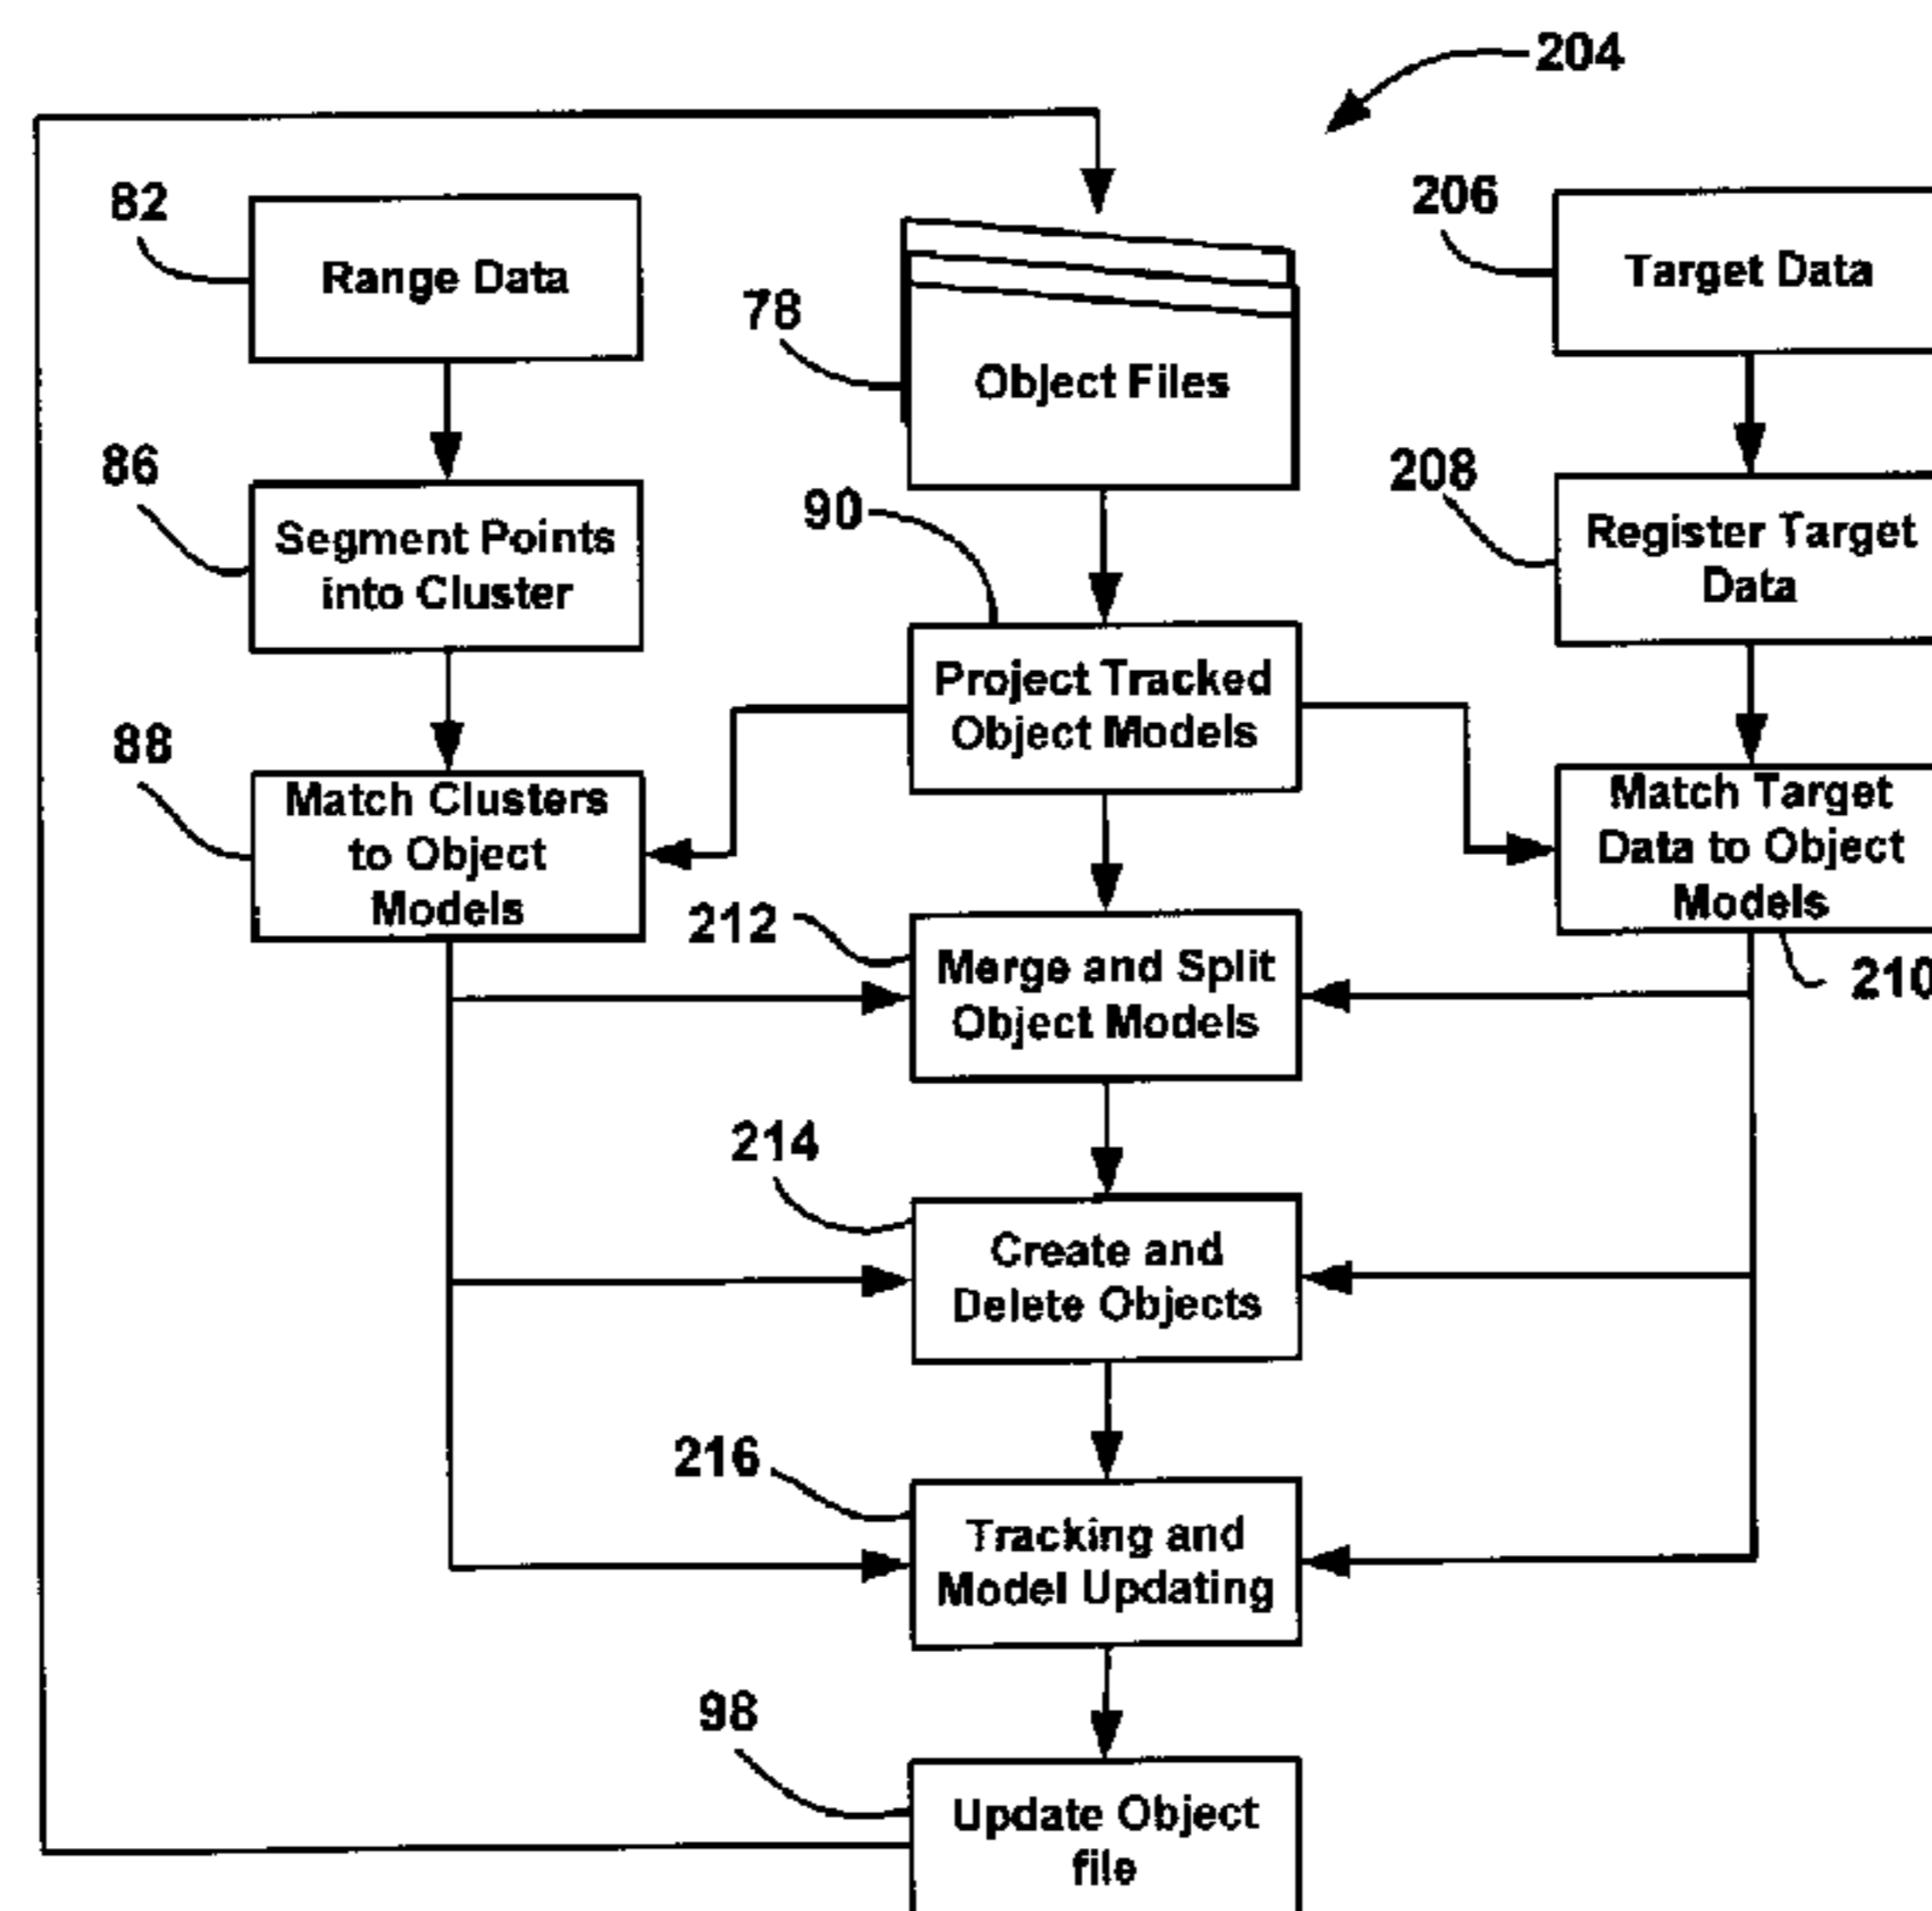 204
82
Range Data
206
Target Data
78
Object Files
86
Segment Points
into Cluster
90
208
Register Target
Data
Project Tracked
Object Models
88
Match Clusters
to Object
Models
Match Target
Data to Object
Models
212
210
Merge and Split
Object Models
214
Create and
Delete Objects
216
Tracking and
Model Updating
98
Update Object
file